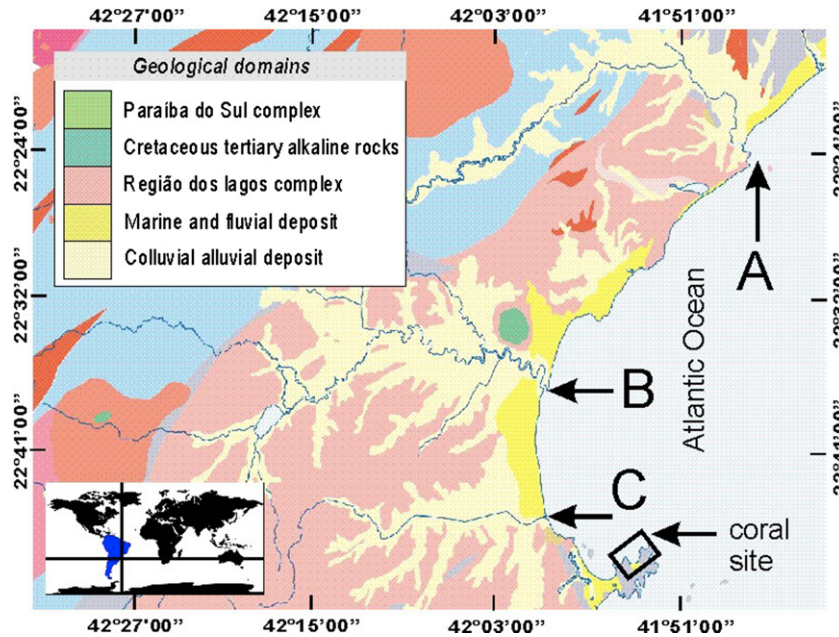 42°27'00'' 42°15'00'' 42°03'00'' 41°51'00''
Geological domains
Paraíba do Sul complex
Cretaceous tertiary alkaline rocks
Região dos lagos complex
Marine and fluvial deposit
Colluvial alluvial deposit
22°24'00''
22°32'00''
22°41'00''
A
B
C
Atlantic Ocean
coral
site
22°41'00''
42°27'00'' 42°15'00'' 42°03'00'' 41°51'00''